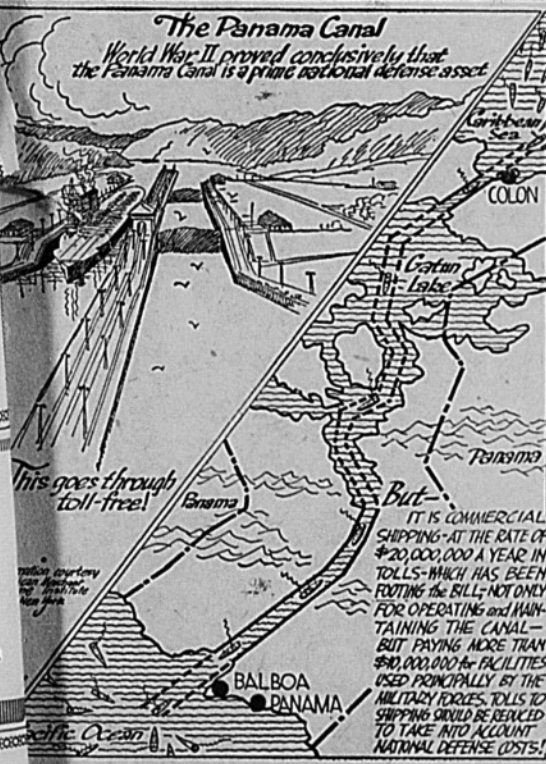 The Panama Canal
World War II proved conclusively that
the Panama Canal is a prime national defense asset
Caribbean
Sea
COLON
Gatun
Lake
Panama
This goes through
toll-free!
Panama
courtesy
Institute
New York
But—
IT IS COMMERCIAL
SHIPPING-AT THE RATE OF
$20,000,000 A YEAR IN
TOLLS-WHICH HAS BEEN
FOOTING the BILL, NOT ONLY
FOR OPERATING and MAIN-
TAINING THE CANAL—
BUT PAYING MORE THAN
$10,000,000 for FACILITIES
USED PRINCIPALLY BY THE
MILITARY FORCES. TOLLS TO
SHIPPING SHOULD BE REDUCED
TO TAKE INTO ACCOUNT
NATIONAL DEFENSE COSTS!
BALBOA
PANAMA
Ocean